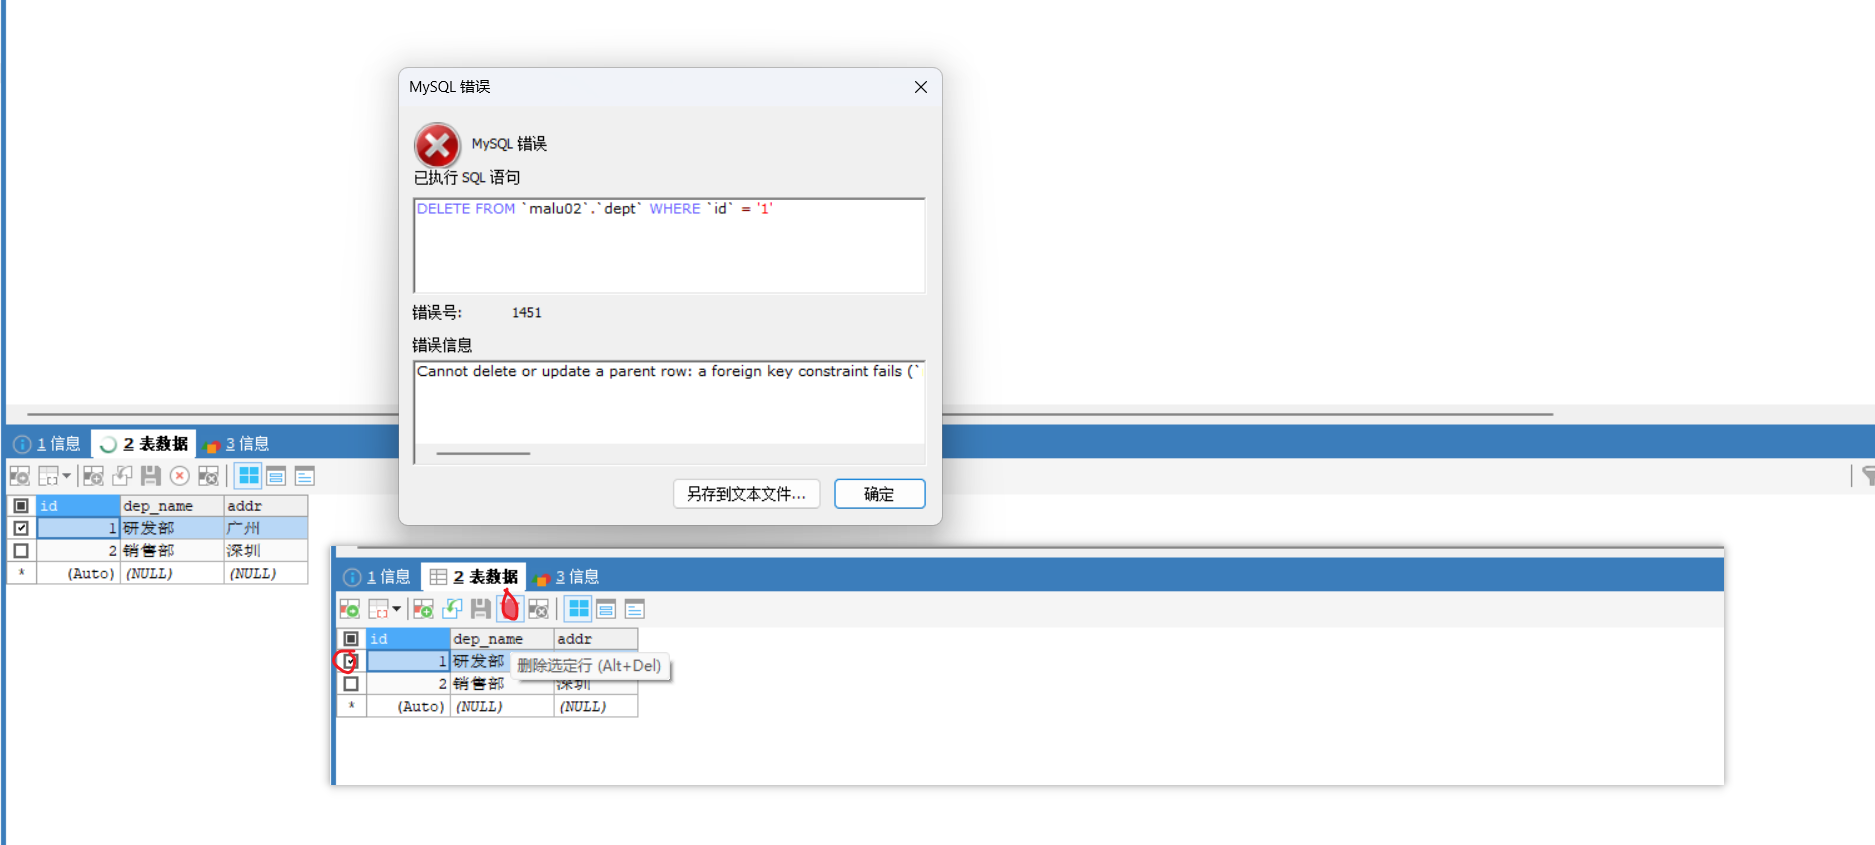 MySQL 错误
MySQL 错误
已执行 SQL 语句
DELETE FROM `malu02`.`dept` WHERE `id` = '1'
错误号: 1451
错误信息
Cannot delete or update a parent row: a foreign key constraint fails (`
另存到文本文件... 确定
1 信息 2 表数据 3 信息
id dep_name addr
1 研发部 广州
2 销售部 深圳
* (Auto) (NULL) (NULL)
1 信息 2 表数据 3 信息
id dep_name addr
1 研发部
删除选定行 (Alt+Del)
2 销售部 深圳
* (Auto) (NULL) (NULL)